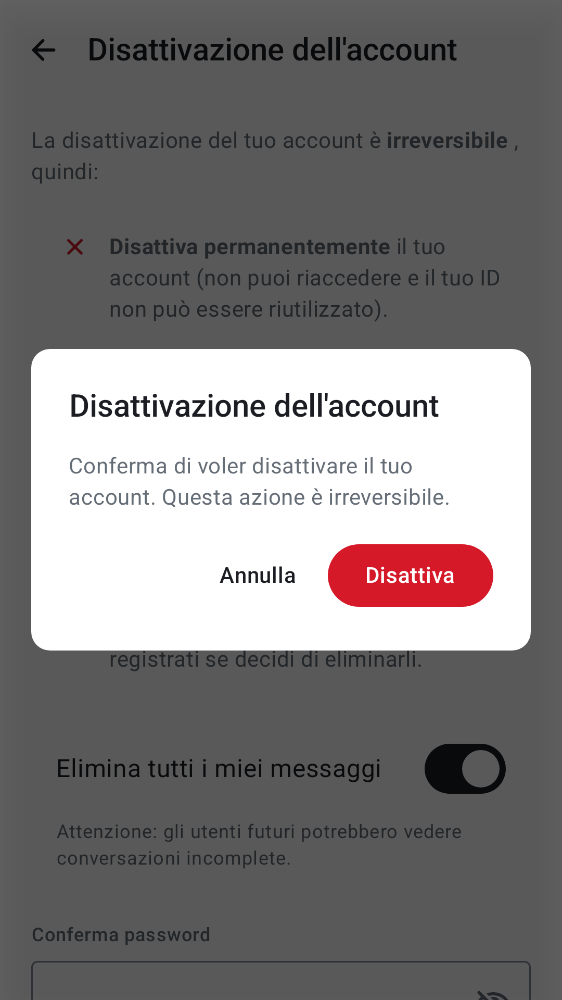 Disattivazione dell'account
La disattivazione del tuo account è irreversibile ,
quindi:
Disattiva permanentemente il tuo
account (non puoi riaccedere e il tuo ID
non può essere riutilizzato).
Disattivazione dell'account
Conferma di voler disattivare il tuo
account. Questa azione è irreversibile.
Annulla
Disattiva
registrati se decidi di eliminarli.
Elimina tutti i miei messaggi
Attenzione: gli utenti futuri potrebbero vedere
conversazioni incomplete.
Conferma password